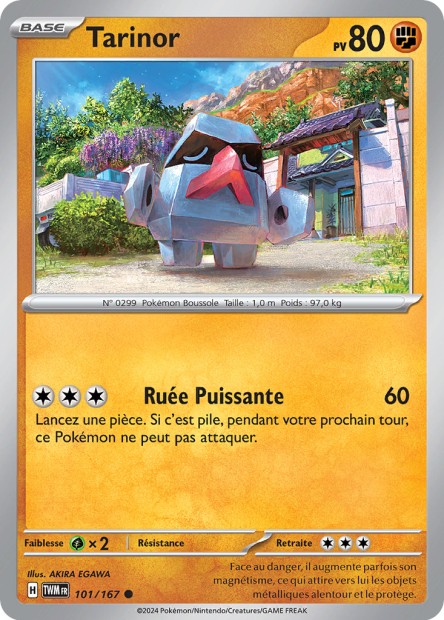 BASE
Tarinor
PV 80
N° 0299 Pokémon Boussole Taille : 1,0 m Poids : 97,0 kg
Ruée Puissante 60
Lancez une pièce. Si c'est pile, pendant votre prochain tour,
ce Pokémon ne peut pas attaquer.
Faiblesse ×2 Résistance Retraite
Illus. AKIRA EGAWA
H TWM FR 101/167
Face au danger, il augmente parfois son
magnétisme, ce qui attire vers lui les objets
métalliques alentour et le protège.
©2024 Pokémon/Nintendo/Creatures/GAME FREAK